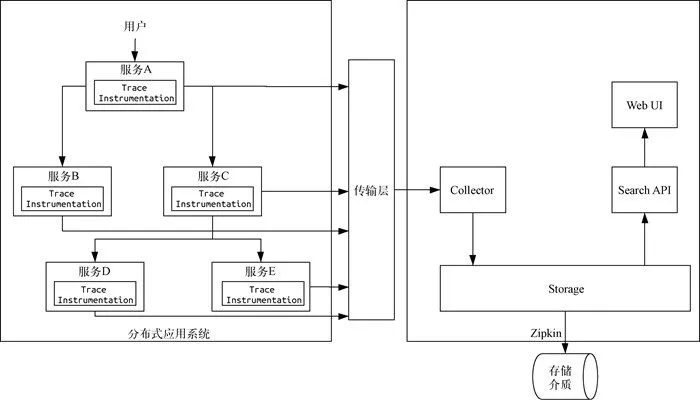 用户
服务A
Trace
Instrumentation
服务B
Trace
Instrumentation
服务C
Trace
Instrumentation
服务D
Trace
Instrumentation
服务E
Trace
Instrumentation
分布式应用系统
传输层
Collector
Web UI
Search API
Storage
Zipkin
存储
介质